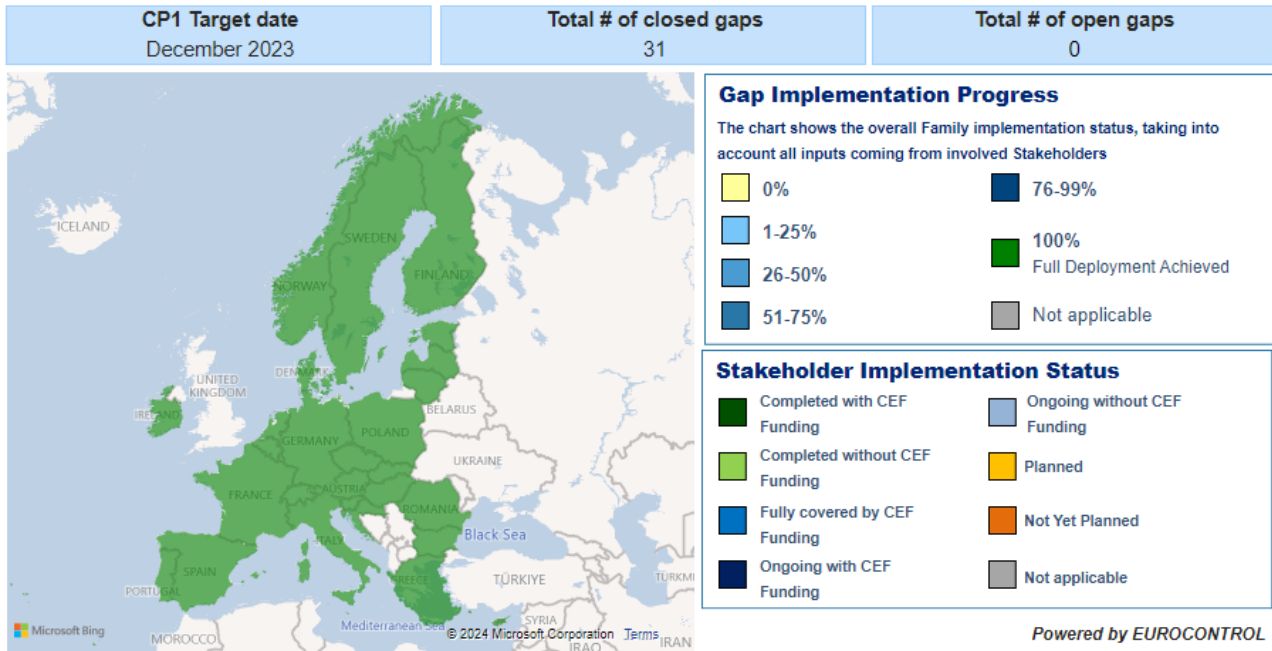 CP1 Target date
December 2023
Total # of closed gaps
31
Total # of open gaps
0
ICELAND
SWEDEN
FINLAND
NORWAY
DENMARK
UNITED
KINGDOM
IRELAND
BELARUS
POLAND
GERMANY
UKRAINE
FRANCE
AUSTRIA
ROMANIA
ITALY
Black Sea
SPAIN
PORTUGAL
GREECE
TÜRKIYE
TURKM
Mediterranean Sea
SYRIA
MOROCCO
IRAQ
IRAN
Microsoft Bing
© 2024 Microsoft Corporation Terms
Gap Implementation Progress
The chart shows the overall Family implementation status, taking into
account all inputs coming from involved Stakeholders
0%
1-25%
26-50%
51-75%
76-99%
100%
Full Deployment Achieved
Not applicable
Stakeholder Implementation Status
Completed with CEF
Funding
Completed without CEF
Funding
Fully covered by CEF
Funding
Ongoing with CEF
Funding
Ongoing without CEF
Funding
Planned
Not Yet Planned
Not applicable
Powered by EUROCONTROL